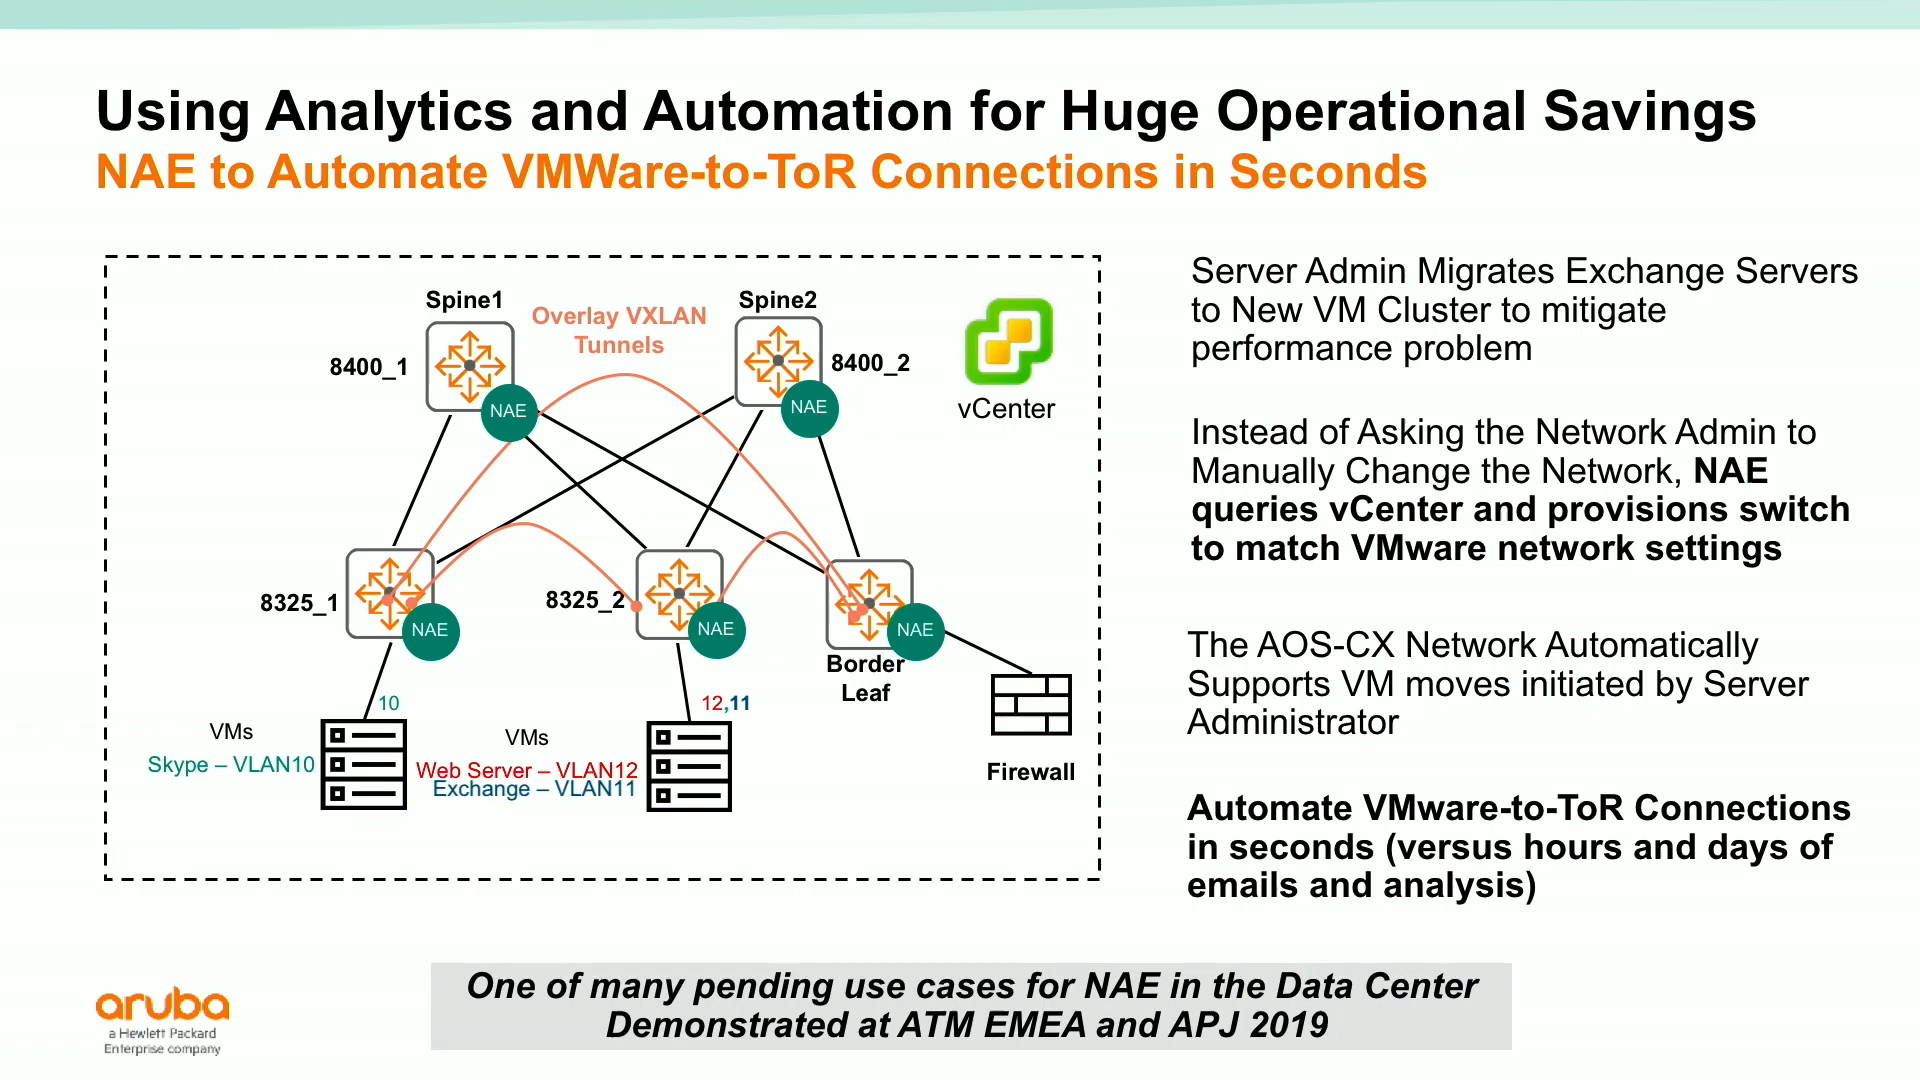 Using Analytics and Automation for Huge Operational Savings
NAE to Automate VMWare-to-ToR Connections in Seconds
Spine1
Overlay VXLAN
Tunnels
Spine2
8400_1
8400_2
NAE
NAE
vCenter
8325_1
8325_2
NAE
NAE
NAE
Border
Leaf
10
12,11
VMs
Skype – VLAN10
VMs
Web Server – VLAN12
Exchange – VLAN11
Firewall
Server Admin Migrates Exchange Servers
to New VM Cluster to mitigate
performance problem
Instead of Asking the Network Admin to
Manually Change the Network, NAE
queries vCenter and provisions switch
to match VMware network settings
The AOS-CX Network Automatically
Supports VM moves initiated by Server
Administrator
Automate VMware-to-ToR Connections
in seconds (versus hours and days of
emails and analysis)
One of many pending use cases for NAE in the Data Center
Demonstrated at ATM EMEA and APJ 2019
aruba
a Hewlett Packard
Enterprise company